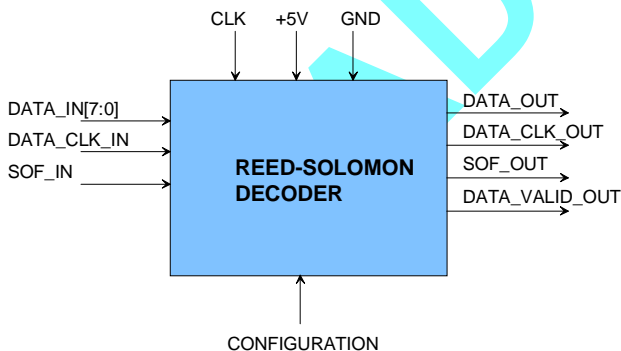 CLK +5V GND
DATA_IN[7:0]
DATA_CLK_IN
SOF_IN
REED-SOLOMON
DECODER
DATA_OUT
DATA_CLK_OUT
SOF_OUT
DATA_VALID_OUT
CONFIGURATION